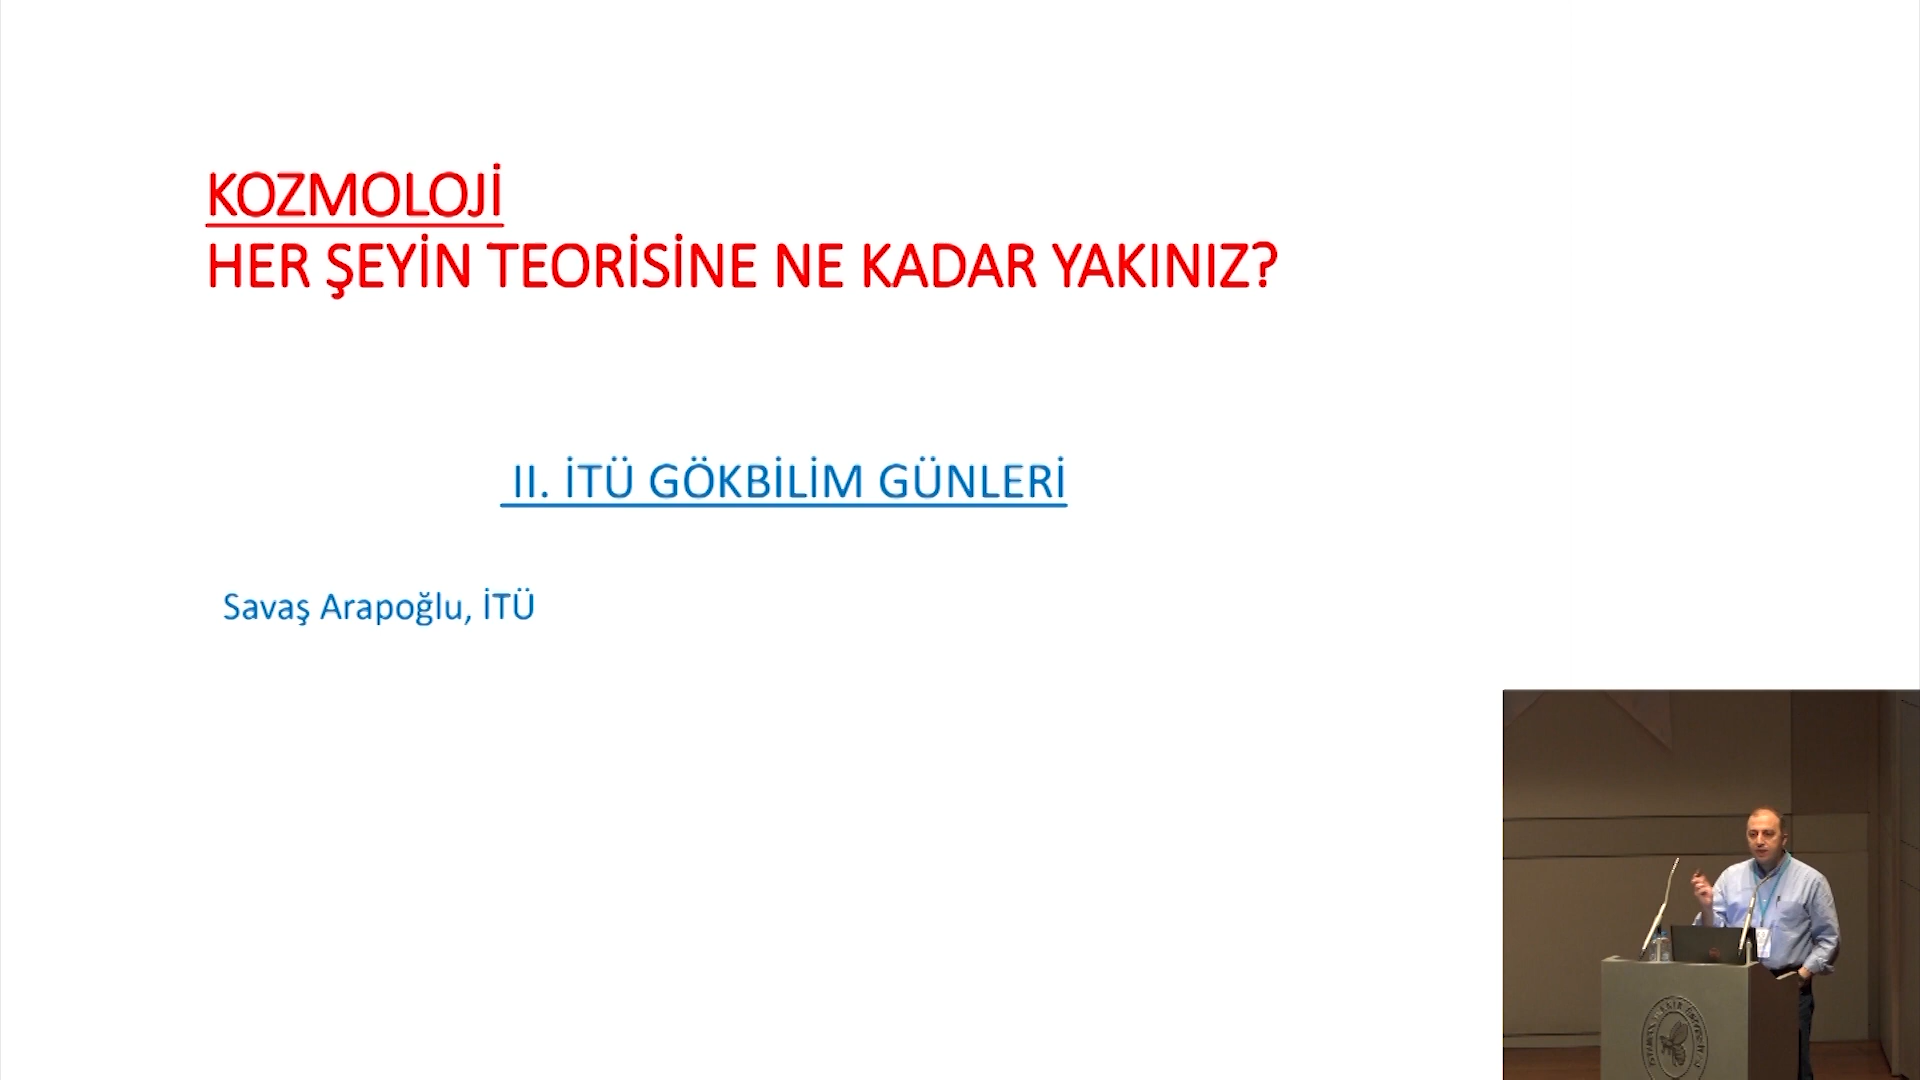 KOZMOLOJİ
HER ŞEYİN TEORİSİNE NE KADAR YAKINIZ?
II. İTÜ GÖKBİLİM GÜNLERİ
Savaş Arapoğlu, İTÜ